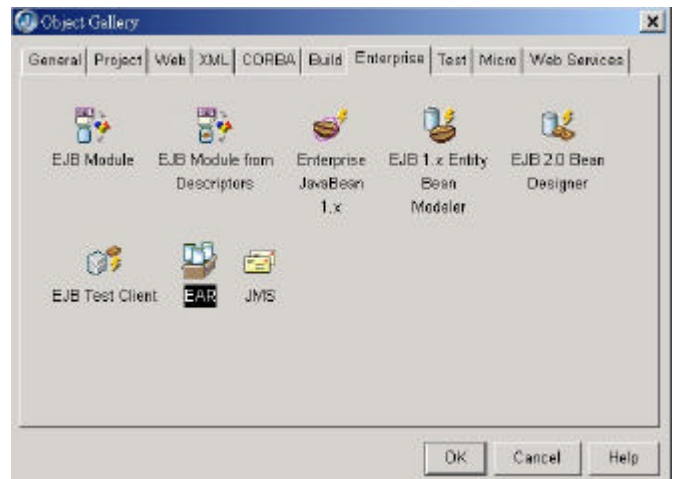 Object Gallery
General Project Web XML CORBA Build Enterprise Test Micro Web Services
EJB Module
EJB Module from Descriptors
Enterprise JavaBean 1.x
EJB 1.x Entity Bean Modeler
EJB 2.0 Bean Designer
EJB Test Client
EAR
JMS
OK Cancel Help